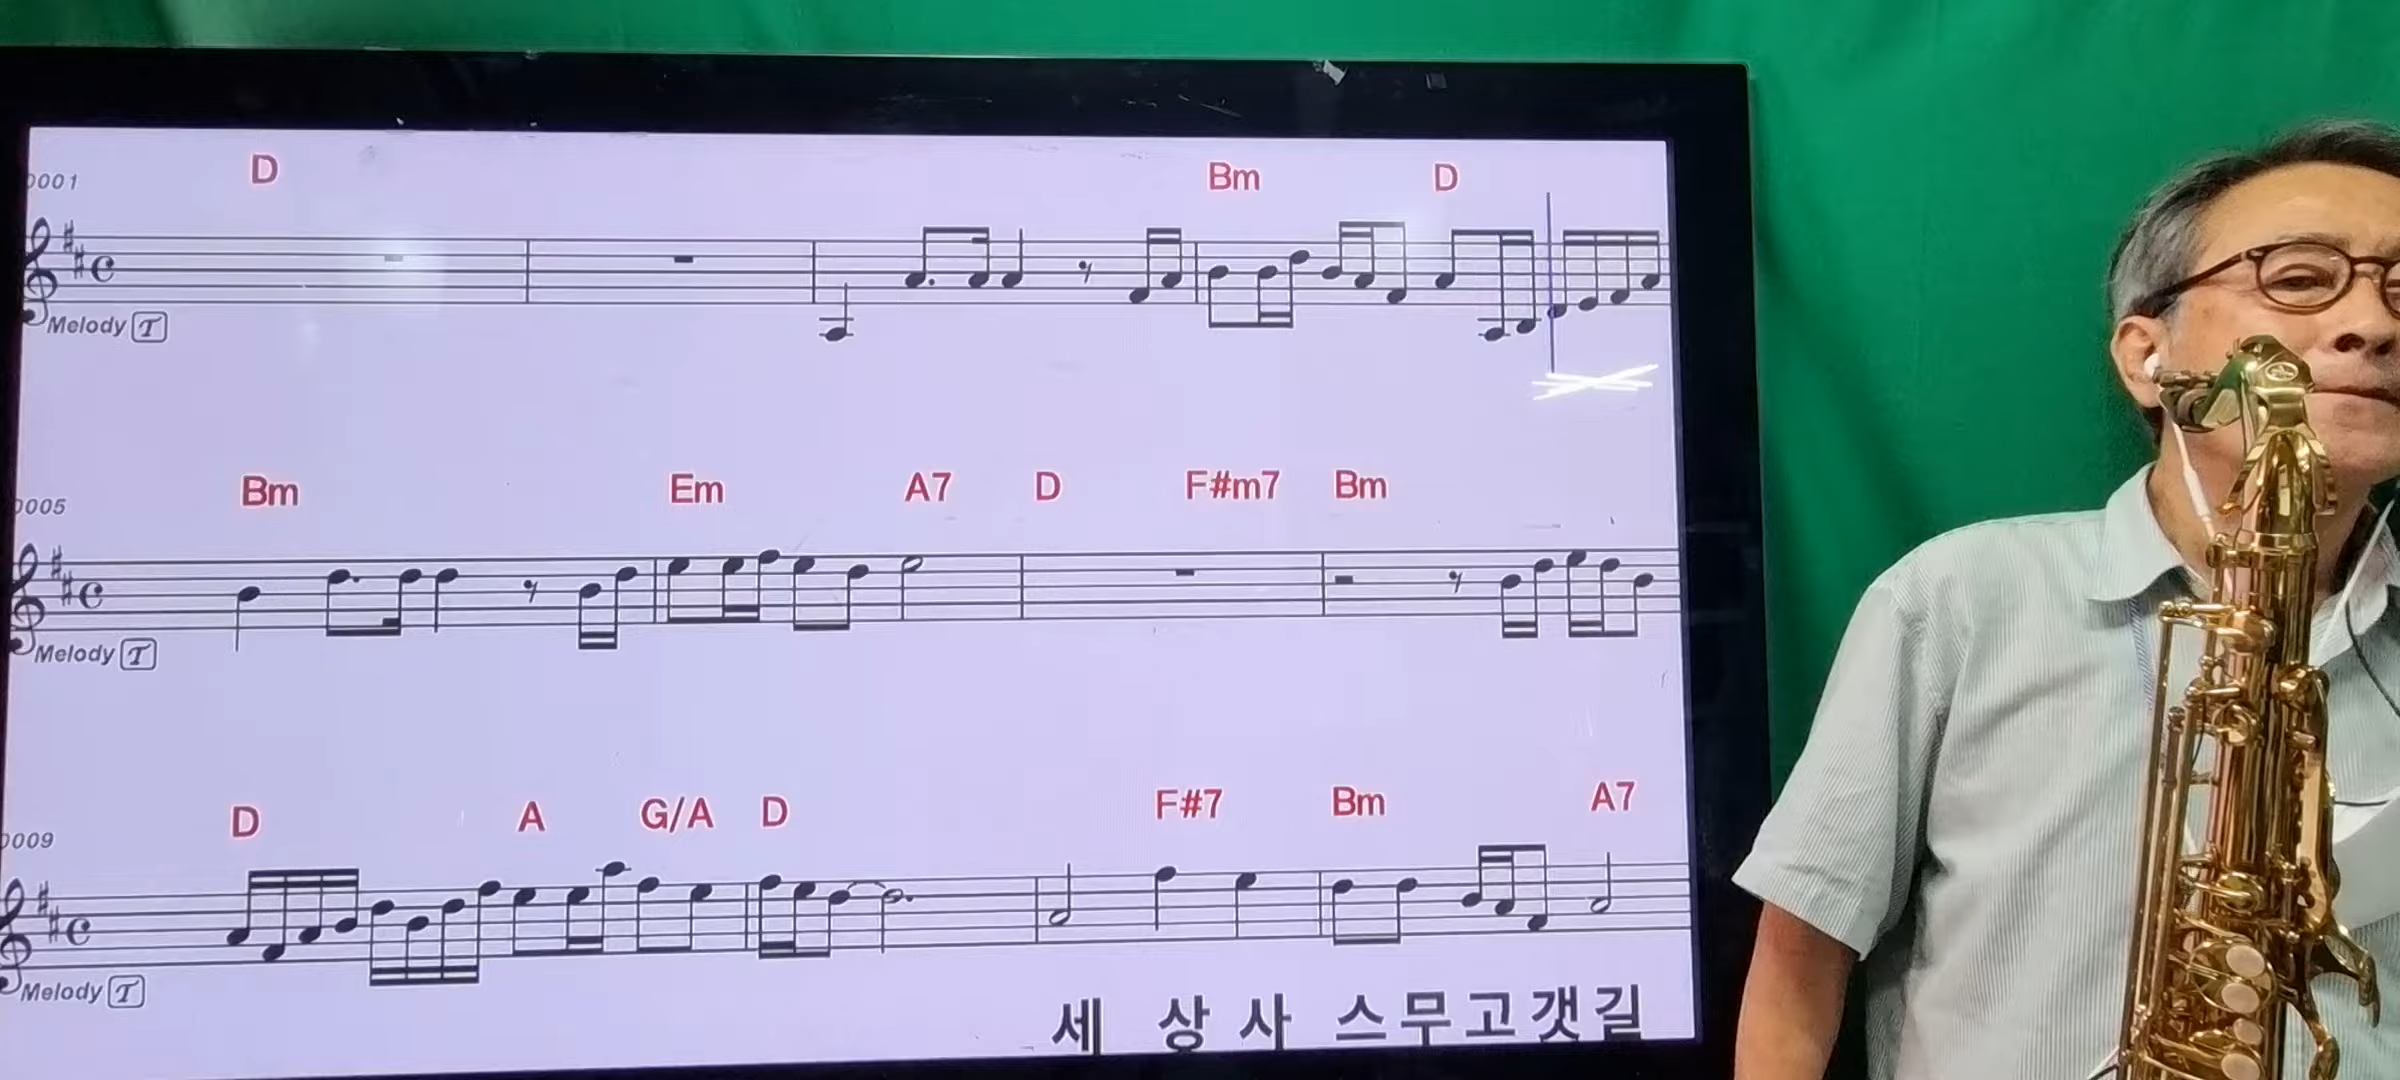 D Bm D
0001
Melody T
Bm Em A7 D F#m7 Bm
0005
Melody T
D A G/A D F#7 Bm A7
0009
Melody T
세 상 사 스무고갯길